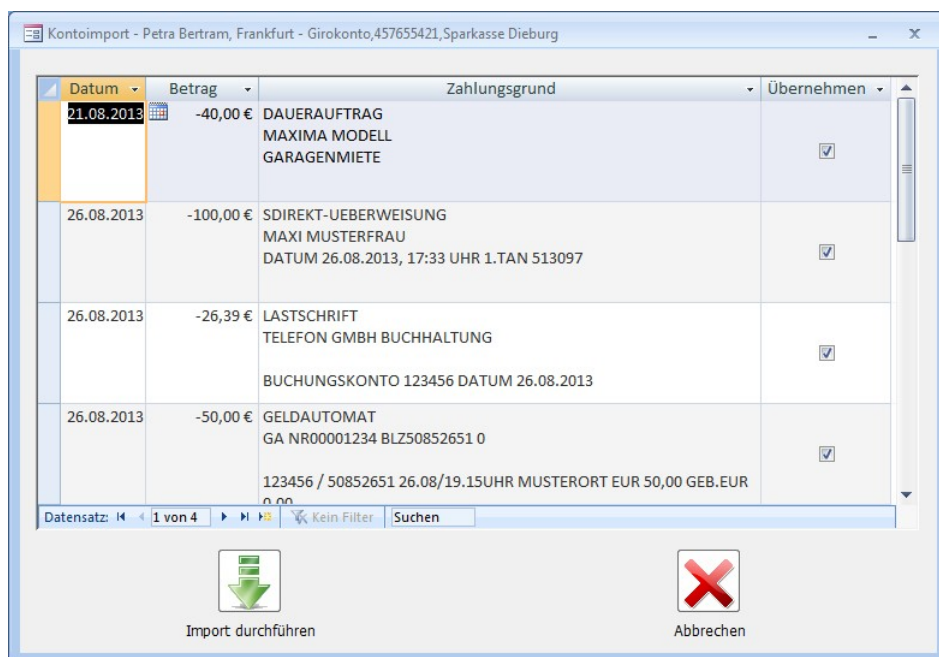 Kontoimport - Petra Bertram, Frankfurt - Girokonto,457655421,Sparkasse Dieburg
Datum Betrag Zahlungsgrund Übernehmen
21.08.2013 -40,00 € DAUERAUFTRAG
MAXIMA MODELL
GARAGENMIETE
26.08.2013 -100,00 € SDIREKT-UEBERWEISUNG
MAXI MUSTERFRAU
DATUM 26.08.2013, 17:33 UHR 1.TAN 513097
26.08.2013 -26,39 € LASTSCHRIFT
TELEFON GMBH BUCHHALTUNG
BUCHUNGSKONTO 123456 DATUM 26.08.2013
26.08.2013 -50,00 € GELDAUTOMAT
GA NR00001234 BLZ50852651 0
123456 / 50852651 26.08/19.15UHR MUSTERORT EUR 50,00 GEB.EUR
0,00
Datensatz: 1 von 4 Kein Filter Suchen
Import durchführen Abbrechen